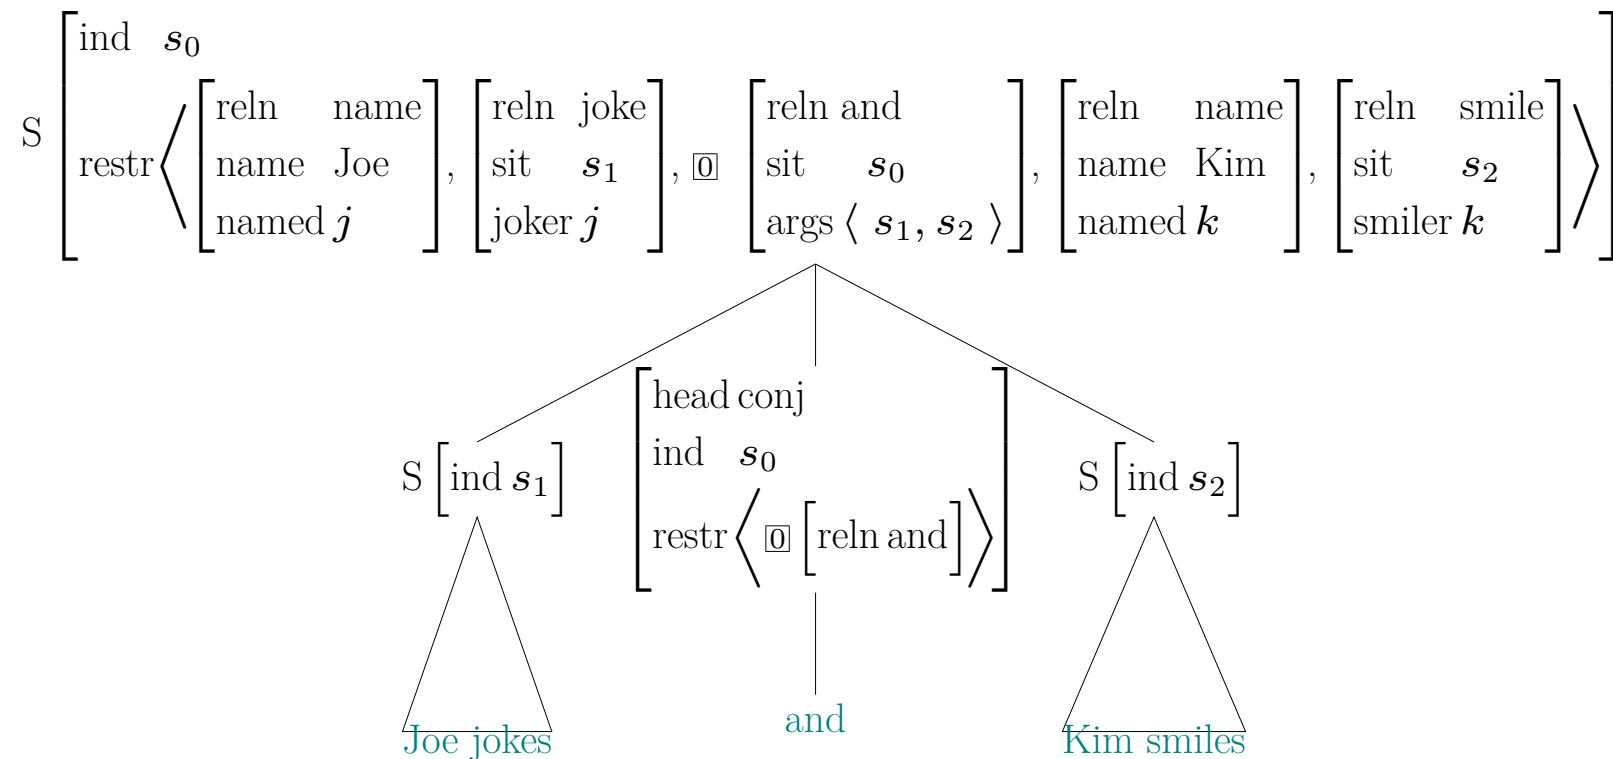 ind s₀
reln name reln joke reln and reln name reln smile
S
restr⟨ name Joe , sit s₁ , 0 sit s₀ , name Kim , sit s₂ ⟩
named j joker j args ⟨ s₁, s₂ ⟩ named k smiler k
head conj
ind s₀
S [ind s₁] S [ind s₂]
restr⟨ 0 [reln and] ⟩
and
Joe jokes Kim smiles